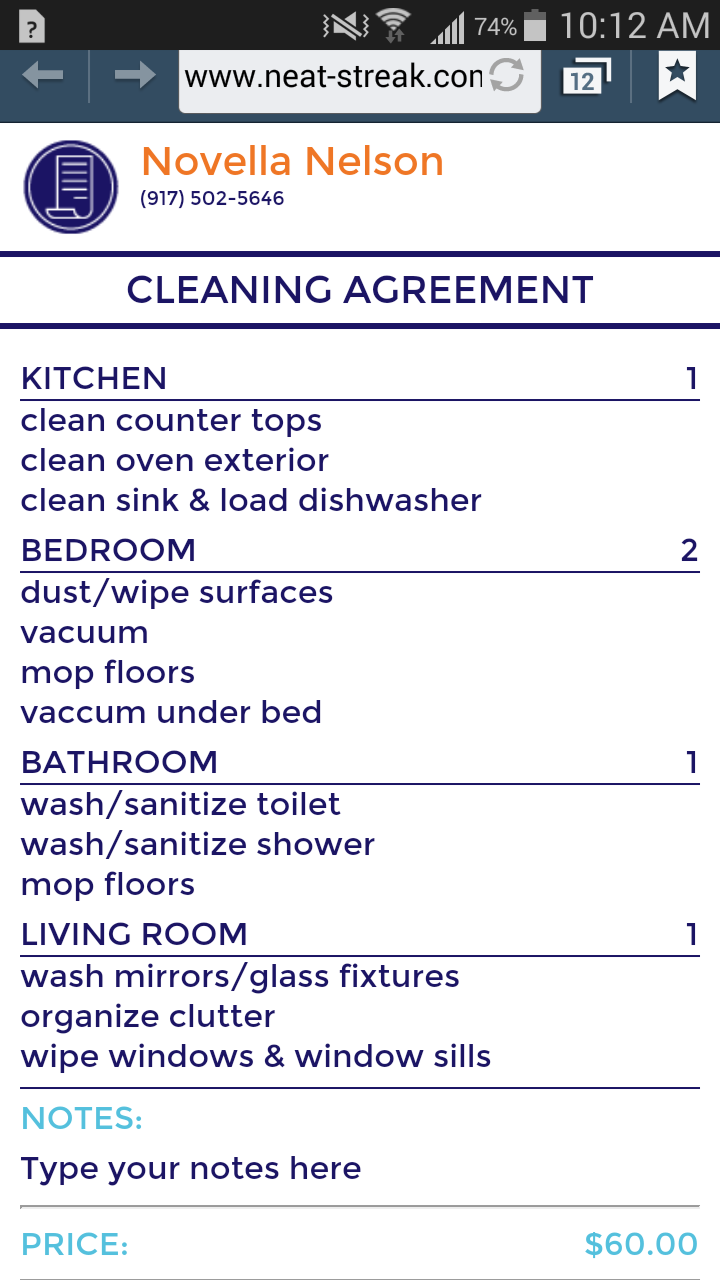 ?
74% 10:12 AM
www.neat-streak.con
12
Novella Nelson
(917) 502-5646
CLEANING AGREEMENT
KITCHEN 1
clean counter tops
clean oven exterior
clean sink & load dishwasher
BEDROOM 2
dust/wipe surfaces
vacuum
mop floors
vaccum under bed
BATHROOM 1
wash/sanitize toilet
wash/sanitize shower
mop floors
LIVING ROOM 1
wash mirrors/glass fixtures
organize clutter
wipe windows & window sills
NOTES:
Type your notes here
PRICE: $60.00